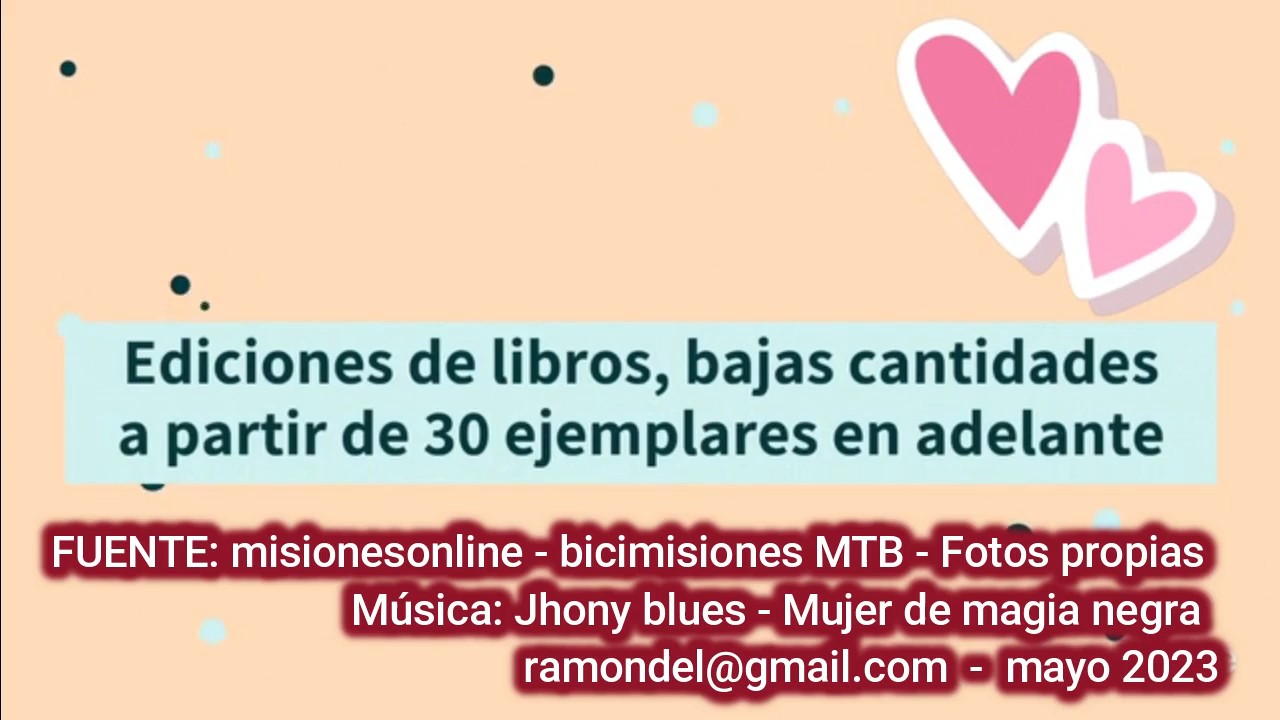 Ediciones de libros, bajas cantidades
a partir de 30 ejemplares en adelante
FUENTE: misionesonline - bicimisiones MTB - Fotos propias
Música: Jhony blues - Mujer de magia negra
ramondel@gmail.com - mayo 2023